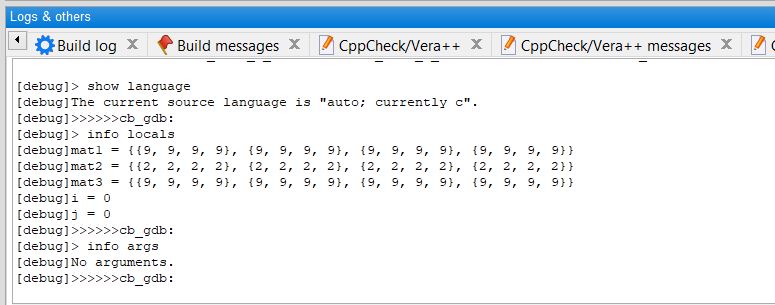 Logs & others
Build log X Build messages X CppCheck/Vera++ X CppCheck/Vera++ messages X C
[debug]> show language
[debug]The current source language is "auto; currently c".
[debug]>>>>>>cb_gdb:
[debug]> info locals
[debug]mat1 = {{9, 9, 9, 9}, {9, 9, 9, 9}, {9, 9, 9, 9}, {9, 9, 9, 9}}
[debug]mat2 = {{2, 2, 2, 2}, {2, 2, 2, 2}, {2, 2, 2, 2}, {2, 2, 2, 2}}
[debug]mat3 = {{9, 9, 9, 9}, {9, 9, 9, 9}, {9, 9, 9, 9}, {9, 9, 9, 9}}
[debug]i = 0
[debug]j = 0
[debug]>>>>>>cb_gdb:
[debug]> info args
[debug]No arguments.
[debug]>>>>>>cb_gdb: